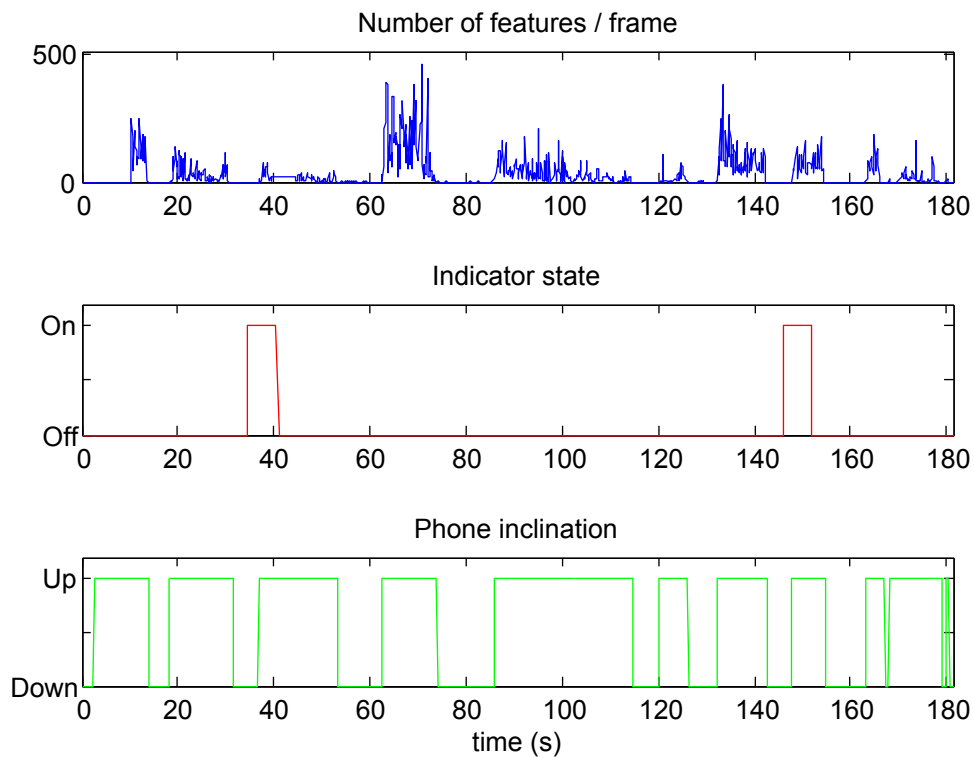 Number of features / frame
500
0
0 20 40 60 80 100 120 140 160 180
Indicator state
On
Off
0 20 40 60 80 100 120 140 160 180
Phone inclination
Up
Down
0 20 40 60 80 100 120 140 160 180
time (s)